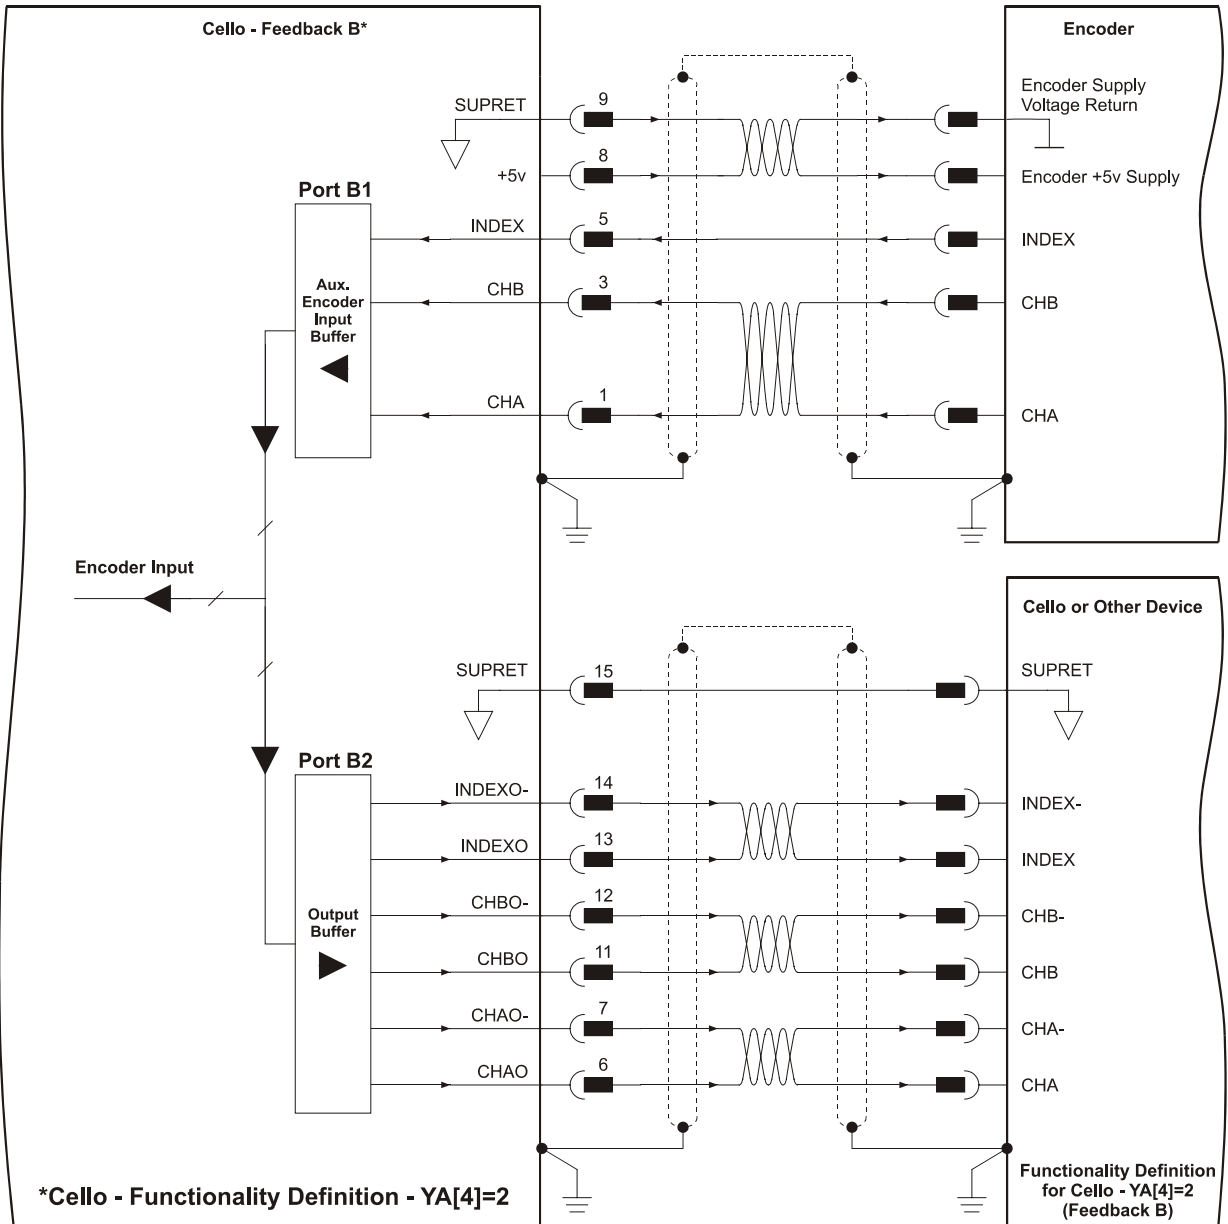 Cello - Feedback B*
Encoder
SUPRET
9
Encoder Supply
Voltage Return
+5v
8
Encoder +5v Supply
Port B1
INDEX
5
INDEX
Aux.
Encoder
Input
Buffer
CHB
3
CHB
CHA
1
CHA
Encoder Input
Cello or Other Device
SUPRET
15
SUPRET
Port B2
INDEXO-
14
INDEX-
INDEXO
13
INDEX
Output
Buffer
CHBO-
12
CHB-
CHBO
11
CHB
CHAO-
7
CHA-
CHAO
6
CHA
*Cello - Functionality Definition - YA[4]=2
Functionality Definition
for Cello - YA[4]=2
(Feedback B)